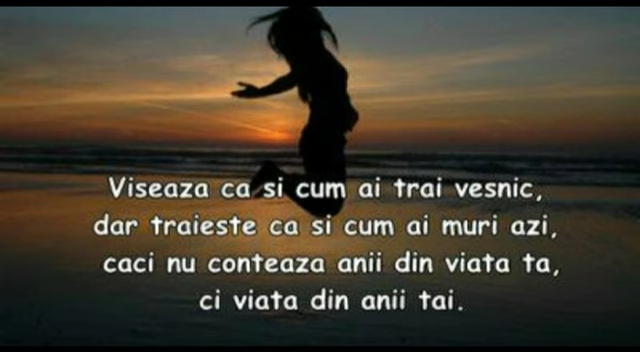 Viseaza ca si cum ai trai vesnic,
dar traieste ca si cum ai muri azi,
caci nu conteaza anii din viata ta,
ci viata din anii tai.